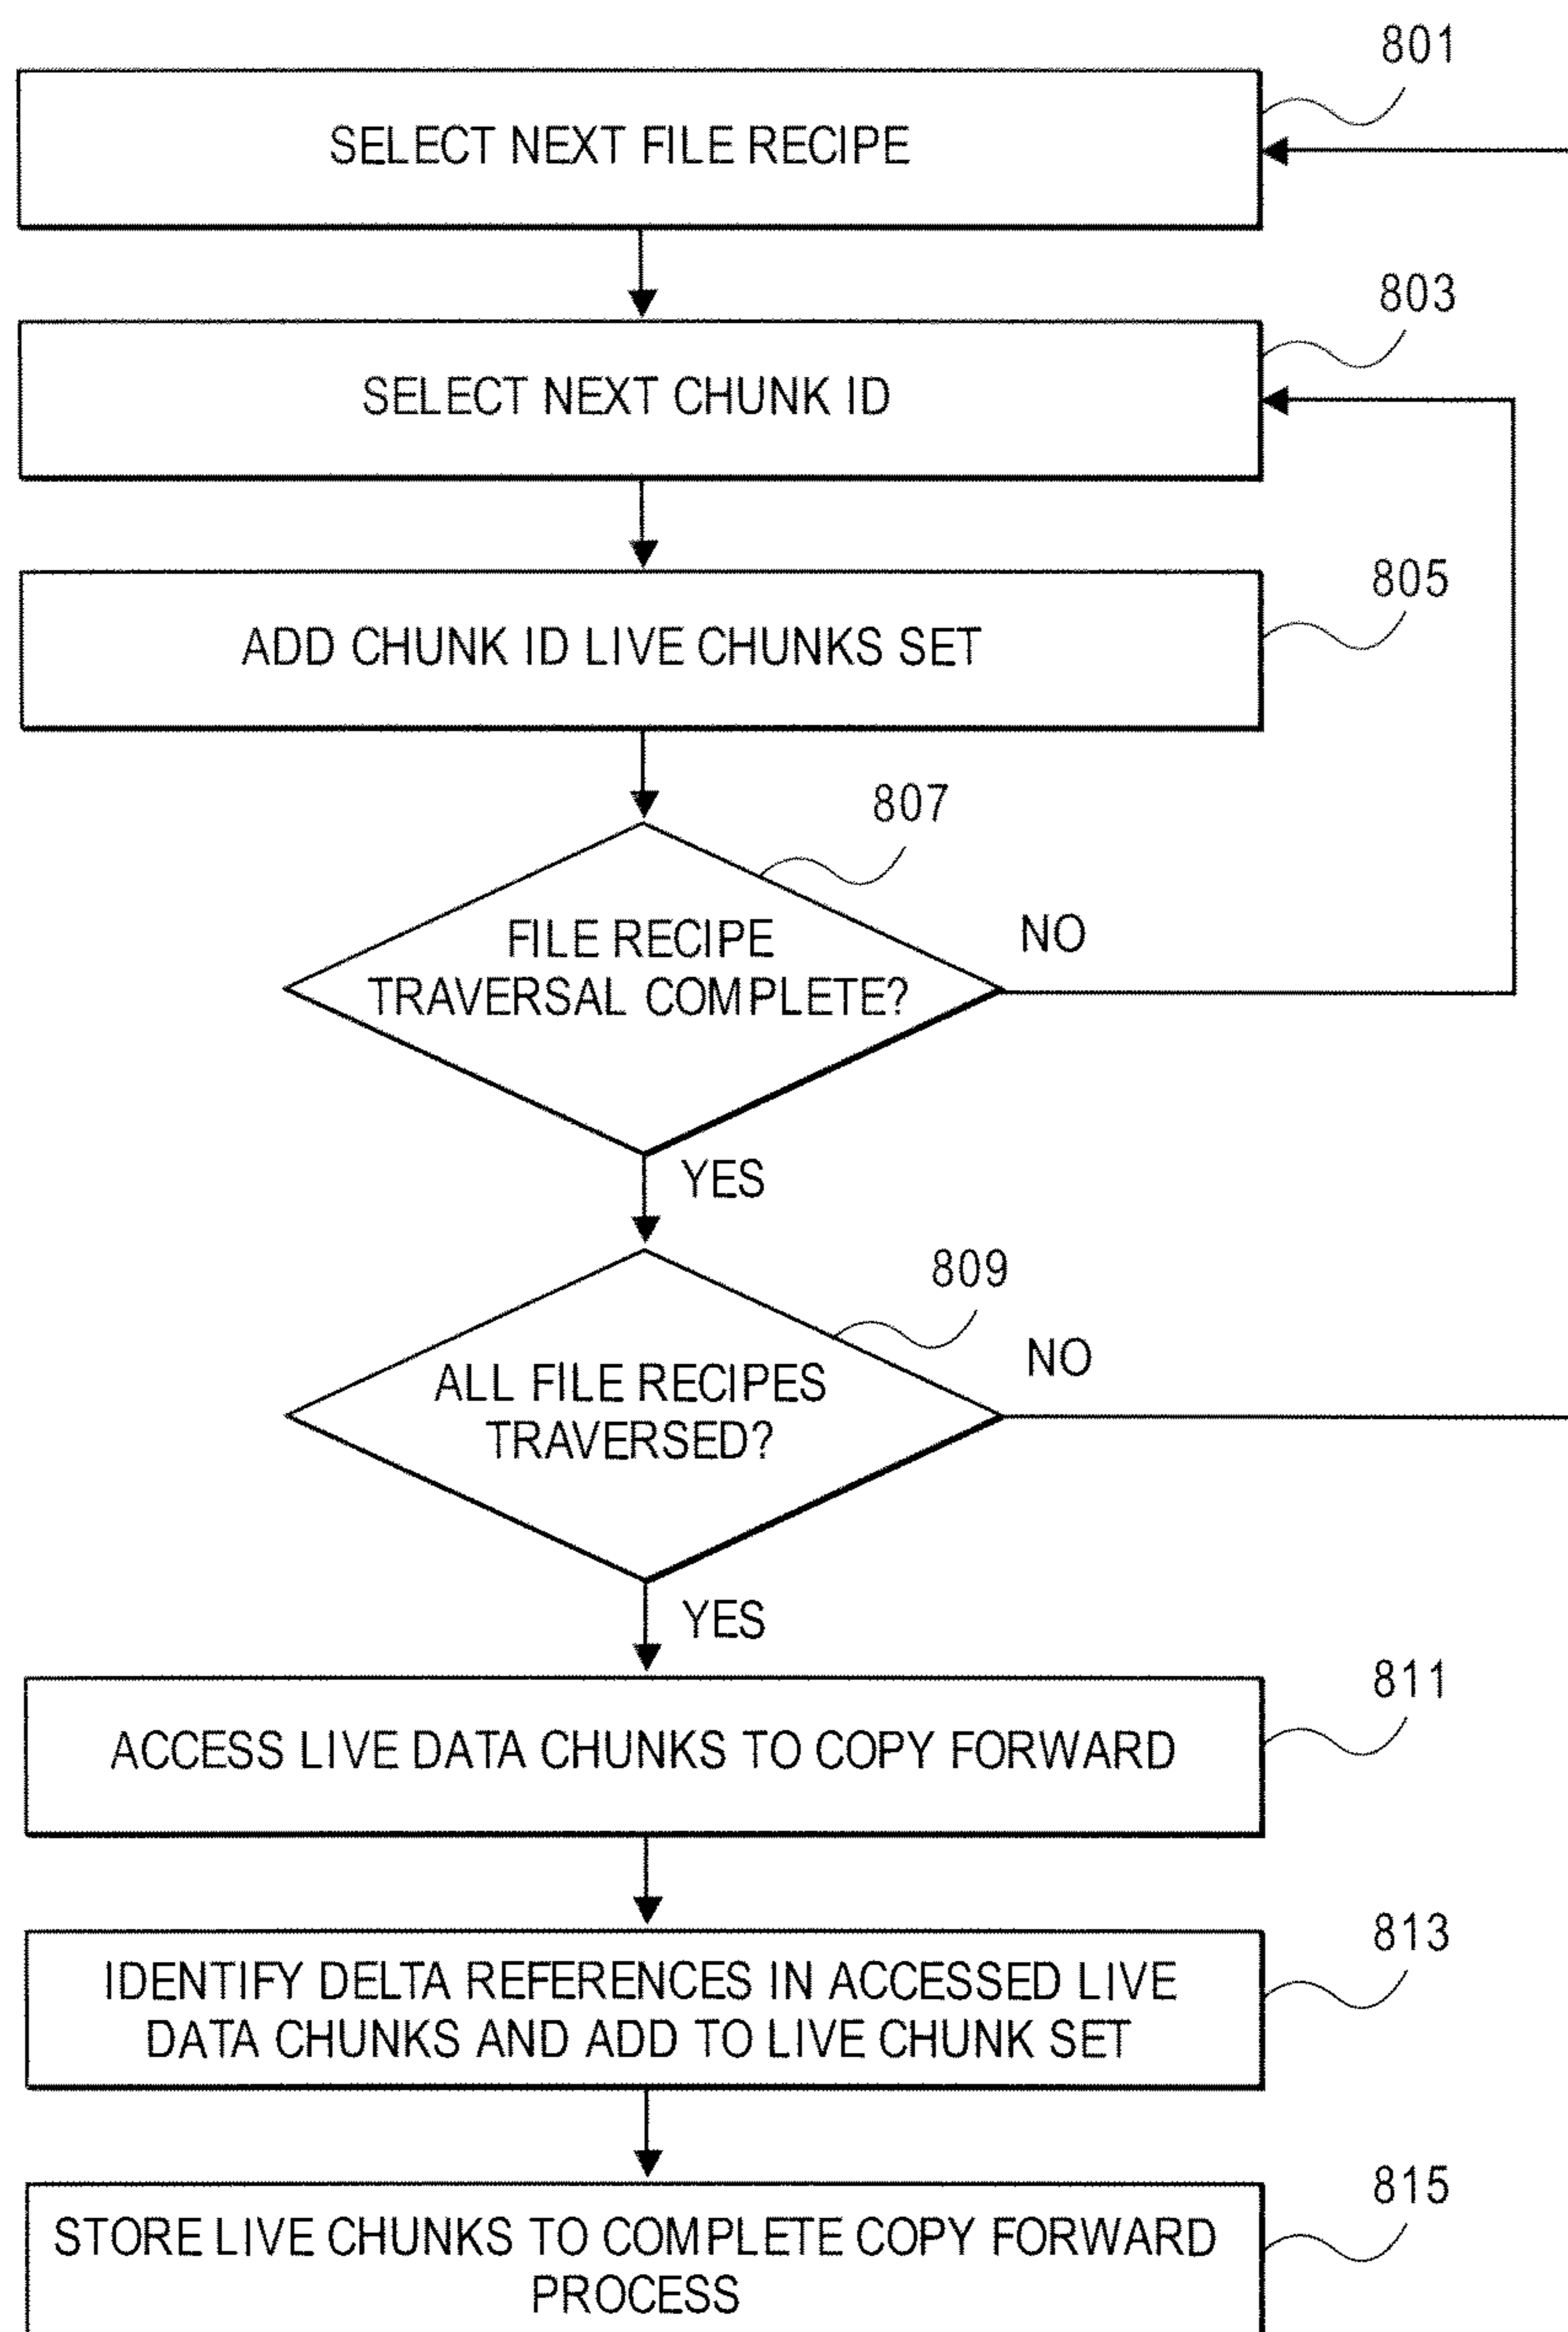 801
SELECT NEXT FILE RECIPE
803
SELECT NEXT CHUNK ID
805
ADD CHUNK ID LIVE CHUNKS SET
807
FILE RECIPE
TRAVERSAL COMPLETE?
NO
YES
809
ALL FILE RECIPES
TRAVERSED?
NO
YES
811
ACCESS LIVE DATA CHUNKS TO COPY FORWARD
813
IDENTIFY DELTA REFERENCES IN ACCESSED LIVE
DATA CHUNKS AND ADD TO LIVE CHUNK SET
815
STORE LIVE CHUNKS TO COMPLETE COPY FORWARD
PROCESS